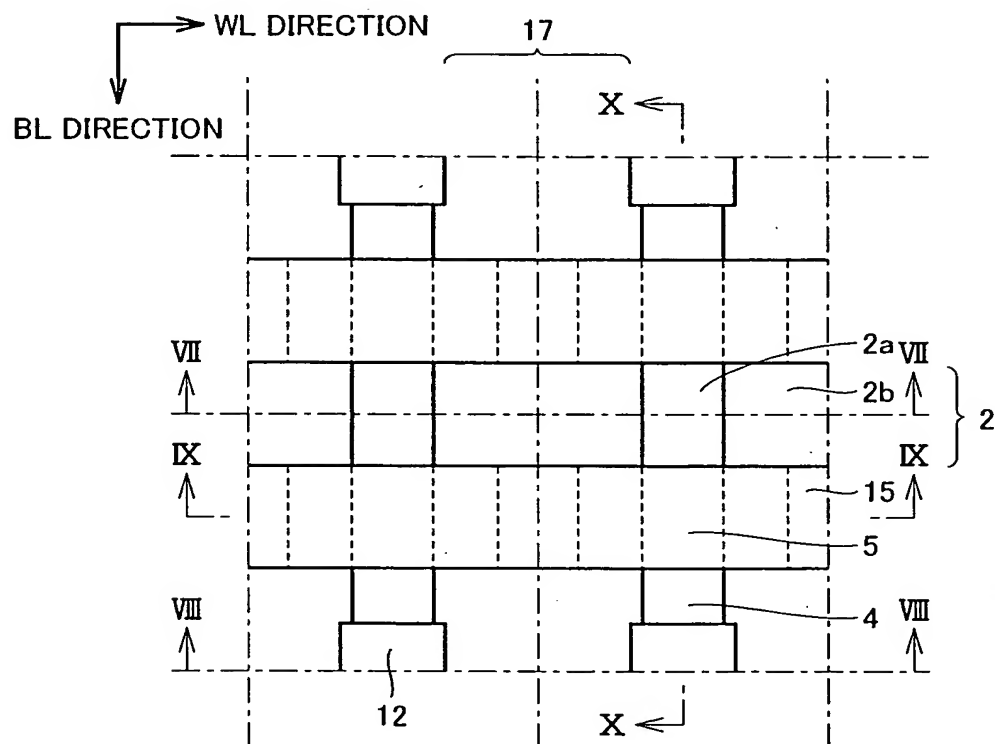 WL DIRECTION
17
X
BL DIRECTION
VII
2a
VII
2b
2
IX
IX
15
5
VIII
4
VIII
12
X